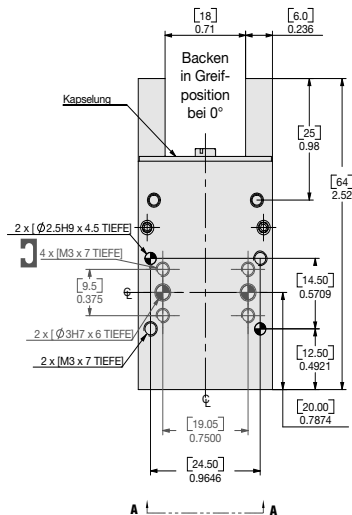 [18]
0.71
[6.0]
0.236
Backen
in Greif-
position
bei 0°
Kapselung
[25]
0.98
[64]
2.52
2 x [Ø2.5H9 x 4.5 TIEFE]
4 x [M3 x 7 TIEFE]
[9.5]
0.375
℄
[14.50]
0.5709
2 x [Ø3H7 x 6 TIEFE]
2 x [M3 x 7 TIEFE]
[12.50]
0.4921
℄
[20.00]
0.7874
[19.05]
0.7500
[24.50]
0.9646
A A